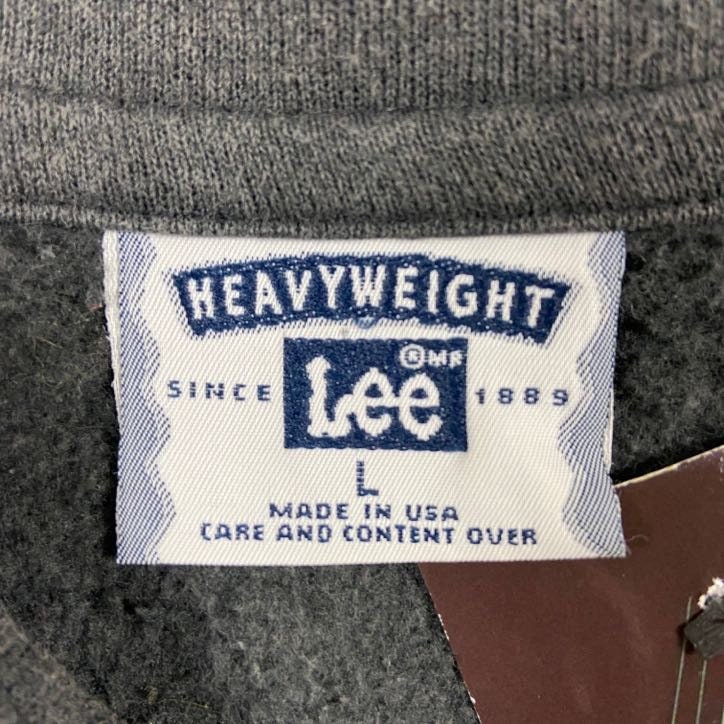 HEAVYWEIGHT
® MR
Lee
SINCE 1889
L
MADE IN USA
CARE AND CONTENT OVER